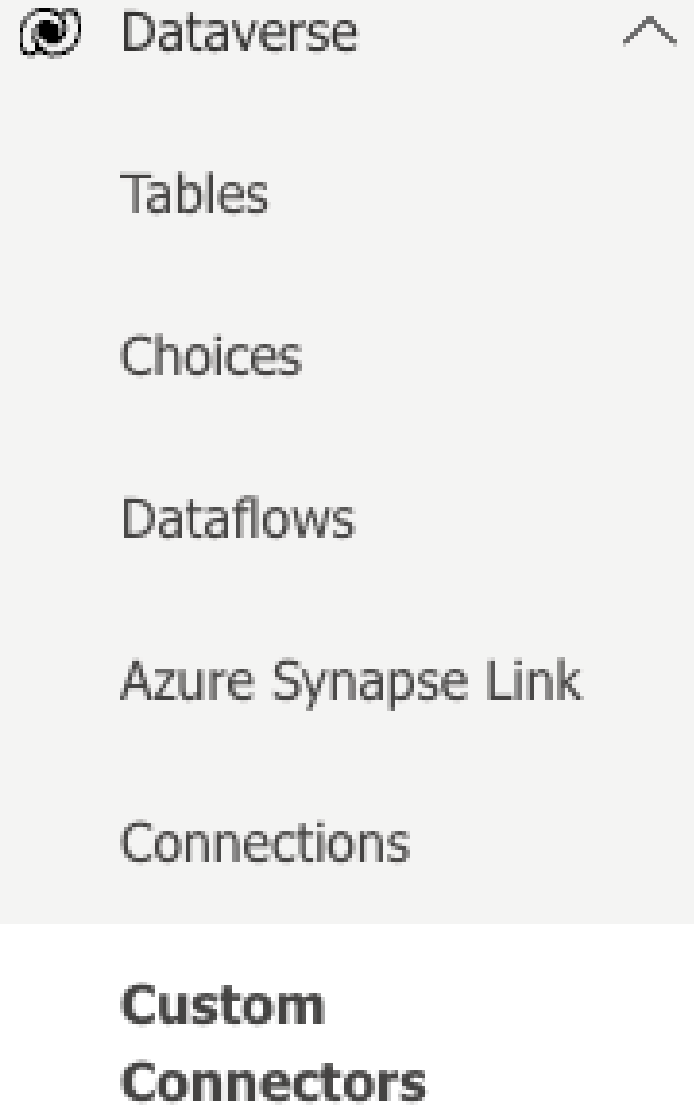 Dataverse
Tables
Choices
Dataflows
Azure Synapse Link
Connections
Custom
Connectors